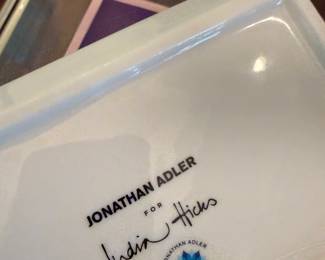 JONATHAN ADLER
FOR
India Hicks
JONATHAN ADLER